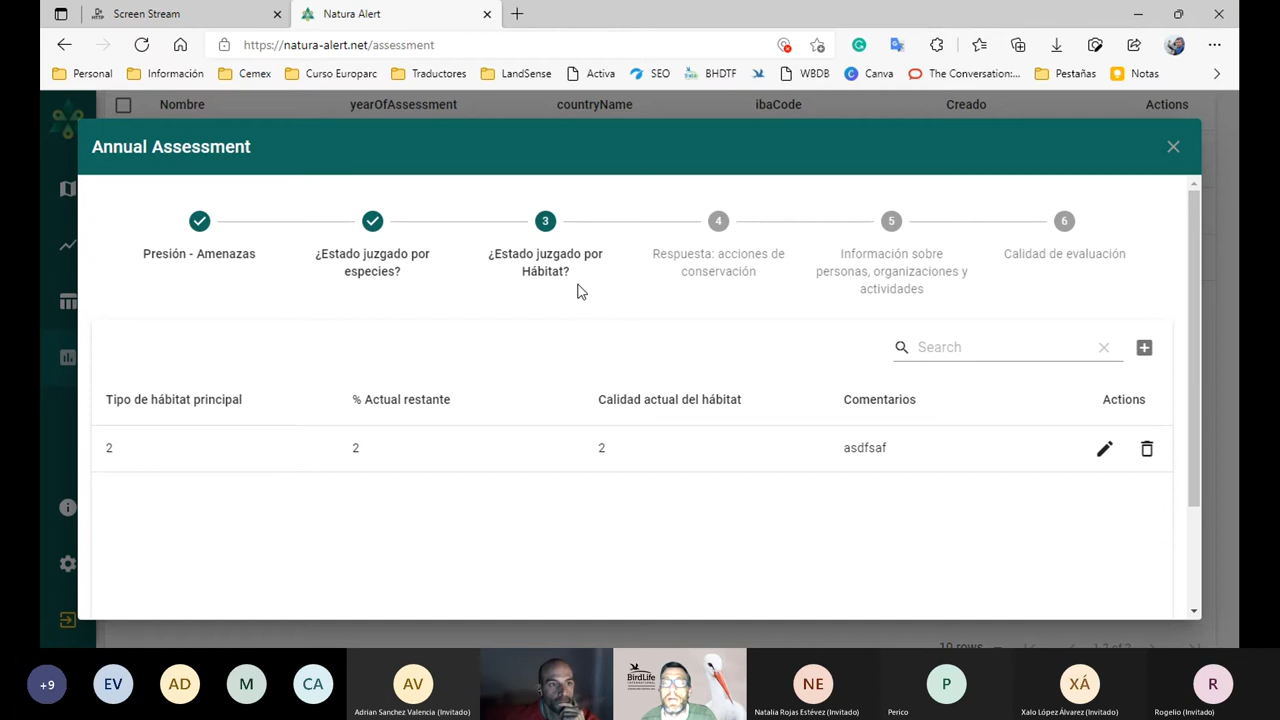 Screen Stream
Natura Alert
https://natura-alert.net/assessment
Personal
Información
Cemex
Curso Europarc
Traductores
LandSense
Activa
SEO
BHDTF
WBDB
Canva
The Conversation:...
Pestañas
Notas
Nombre
yearOfAssessment
countryName
ibaCode
Creado
Actions
Annual Assessment
3
4
5
6
Presión - Amenazas
¿Estado juzgado por
especies?
¿Estado juzgado por
Hábitat?
Respuesta: acciones de
conservación
Información sobre
personas, organizaciones y
actividades
Calidad de evaluación
Search
Tipo de hábitat principal
% Actual restante
Calidad actual del hábitat
Comentarios
Actions
2
2
2
asdfsaf
10 rows
+9
EV
AD
M
CA
AV
Adrian Sanchez Valencia (Invitado)
BirdLife
INTERNATIONAL
NE
Natalia Rojas Estévez (Invitado)
P
Perico
XÁ
Xalo López Álvarez (Invitado)
R
Rogelio (Invitado)